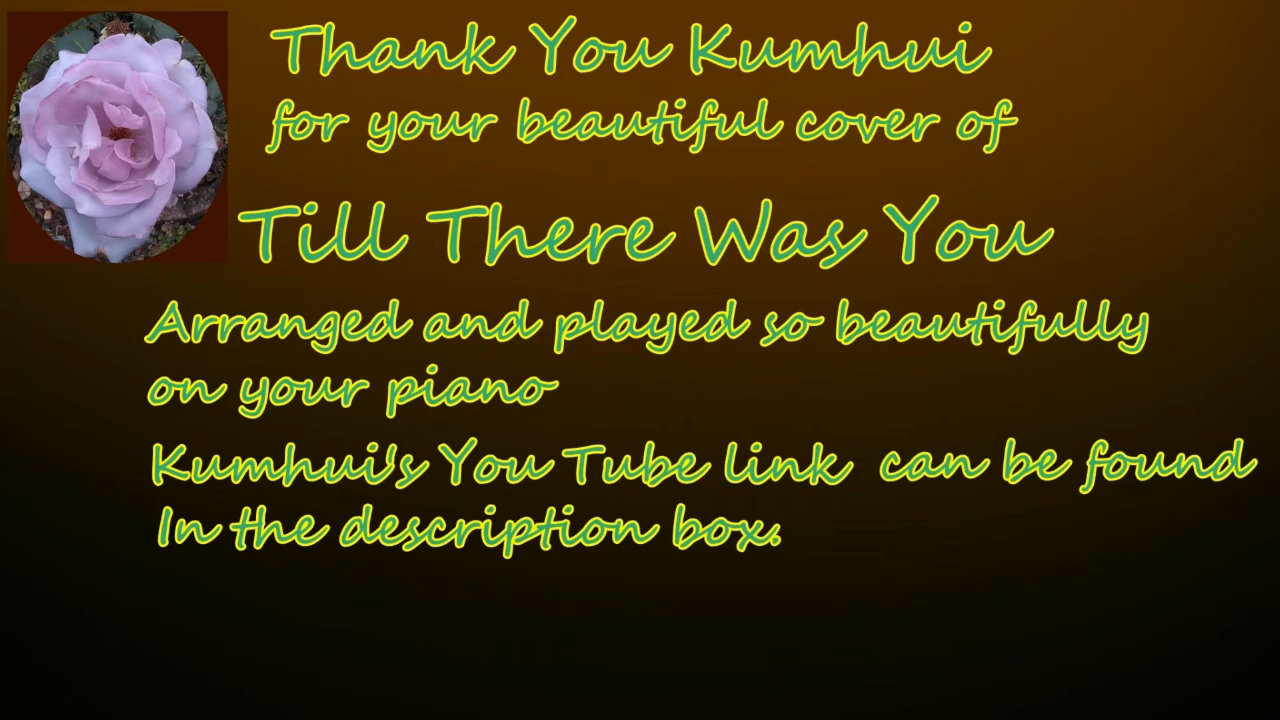 Thank You Kumhui
for your beautiful cover of
Till There Was You
Arranged and played so beautifully
on your piano
Kumhui's You Tube link can be found
In the description box.